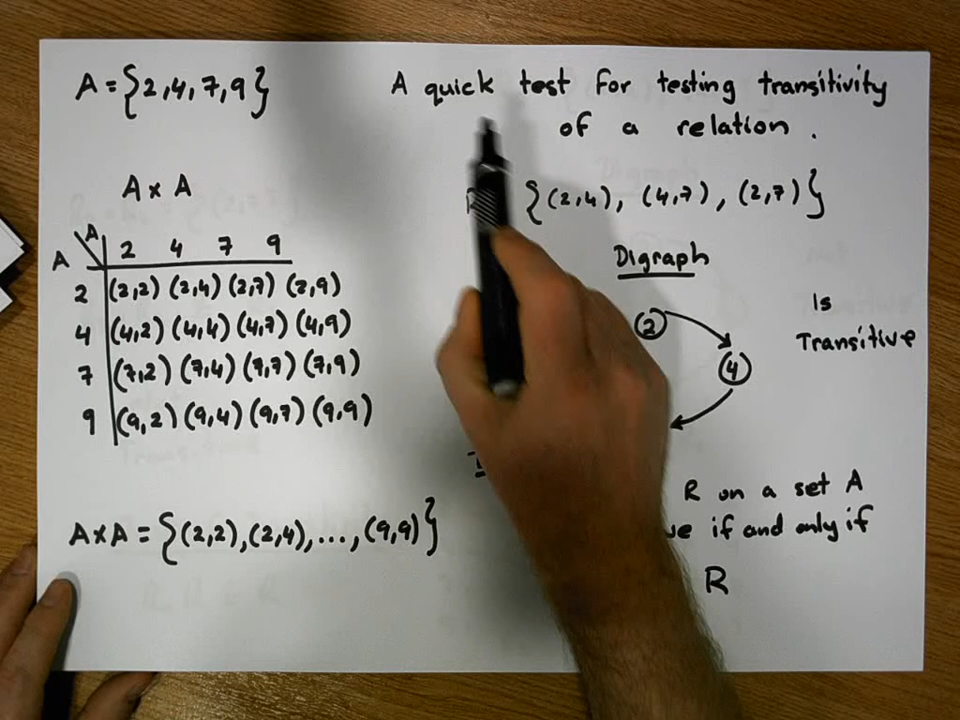 A = {2,4,7,9}
A quick test for testing transitivity
of a relation.
A x A
{(2,4), (4,7), (2,7)}
Digraph
A
A 2 4 7 9
2 (2,2) (2,4) (2,7) (2,9)
4 (4,2) (4,4) (4,7) (4,9)
7 (7,2) (7,4) (7,7) (7,9)
9 (9,2) (9,4) (9,7) (9,9)
2
4
Is
Transitive
R on a set A
if and only if
R
AxA = {(2,2),(2,4),...,(9,9)}